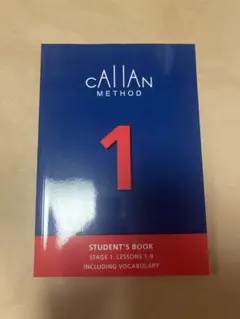 CAllAN
METHOD
1
STUDENT'S BOOK
STAGE 1, LESSONS 1-9
INCLUDING VOCABULARY